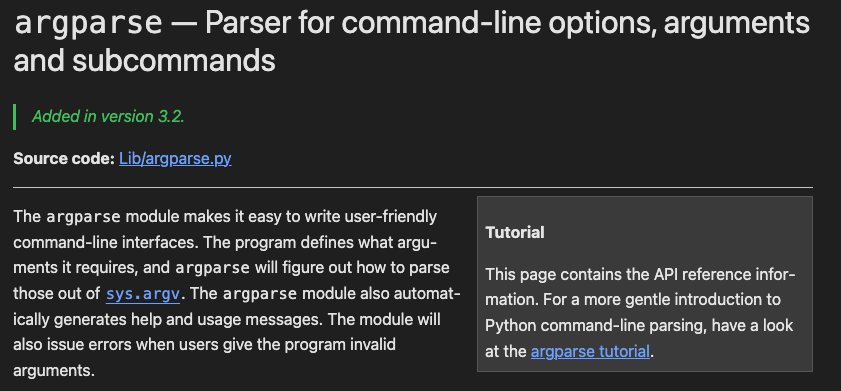 argparse — Parser for command-line options, arguments
and subcommands
Added in version 3.2.
Source code: Lib/argparse.py
The argparse module makes it easy to write user-friendly
command-line interfaces. The program defines what argu-
ments it requires, and argparse will figure out how to parse
those out of sys.argv. The argparse module also automat-
ically generates help and usage messages. The module will
also issue errors when users give the program invalid
arguments.
Tutorial
This page contains the API reference infor-
mation. For a more gentle introduction to
Python command-line parsing, have a look
at the argparse tutorial.